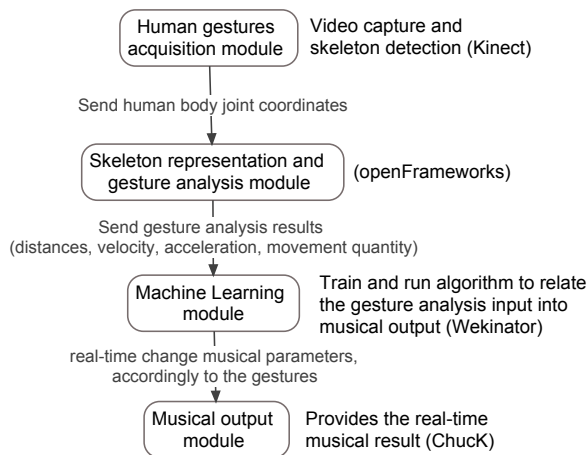 Human gestures
acquisition module
Video capture and
skeleton detection (Kinect)
Send human body joint coordinates
Skeleton representation and
gesture analysis module
(openFrameworks)
Send gesture analysis results
(distances, velocity, acceleration, movement quantity)
Machine Learning
module
Train and run algorithm to relate
the gesture analysis input into
musical output (Wekinator)
real-time change musical parameters,
accordingly to the gestures
Musical output
module
Provides the real-time
musical result (ChucK)